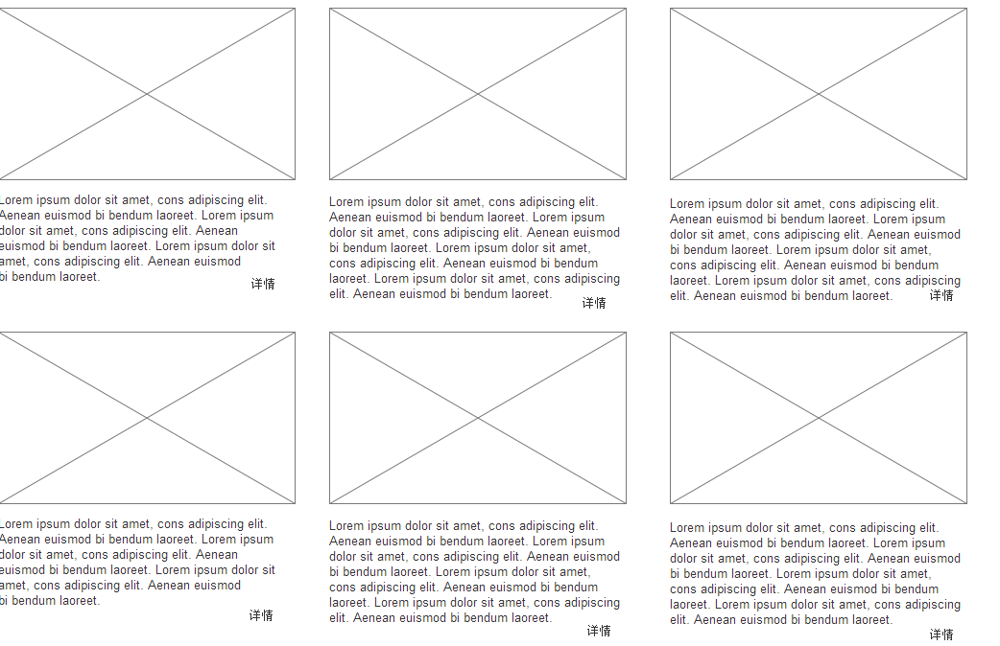 Lorem ipsum dolor sit amet, cons adipiscing elit.
Aenean euismod bi bendum laoreet. Lorem ipsum
dolor sit amet, cons adipiscing elit. Aenean
euismod bi bendum laoreet. Lorem ipsum dolor sit
amet, cons adipiscing elit. Aenean euismod
bi bendum laoreet.
详情
Lorem ipsum dolor sit amet, cons adipiscing elit.
Aenean euismod bi bendum laoreet. Lorem ipsum
dolor sit amet, cons adipiscing elit. Aenean euismod
bi bendum laoreet. Lorem ipsum dolor sit amet,
cons adipiscing elit. Aenean euismod bi bendum
laoreet. Lorem ipsum dolor sit amet, cons adipiscing
elit. Aenean euismod bi bendum laoreet.
详情
Lorem ipsum dolor sit amet, cons adipiscing elit.
Aenean euismod bi bendum laoreet. Lorem ipsum
dolor sit amet, cons adipiscing elit. Aenean euismod
bi bendum laoreet. Lorem ipsum dolor sit amet,
cons adipiscing elit. Aenean euismod bi bendum
laoreet. Lorem ipsum dolor sit amet, cons adipiscing
elit. Aenean euismod bi bendum laoreet.
详情
Lorem ipsum dolor sit amet, cons adipiscing elit.
Aenean euismod bi bendum laoreet. Lorem ipsum
dolor sit amet, cons adipiscing elit. Aenean
euismod bi bendum laoreet. Lorem ipsum dolor sit
amet, cons adipiscing elit. Aenean euismod
bi bendum laoreet.
详情
Lorem ipsum dolor sit amet, cons adipiscing elit.
Aenean euismod bi bendum laoreet. Lorem ipsum
dolor sit amet, cons adipiscing elit. Aenean euismod
bi bendum laoreet. Lorem ipsum dolor sit amet,
cons adipiscing elit. Aenean euismod bi bendum
laoreet. Lorem ipsum dolor sit amet, cons adipiscing
elit. Aenean euismod bi bendum laoreet.
详情
Lorem ipsum dolor sit amet, cons adipiscing elit.
Aenean euismod bi bendum laoreet. Lorem ipsum
dolor sit amet, cons adipiscing elit. Aenean euismod
bi bendum laoreet. Lorem ipsum dolor sit amet,
cons adipiscing elit. Aenean euismod bi bendum
laoreet. Lorem ipsum dolor sit amet, cons adipiscing
elit. Aenean euismod bi bendum laoreet.
详情